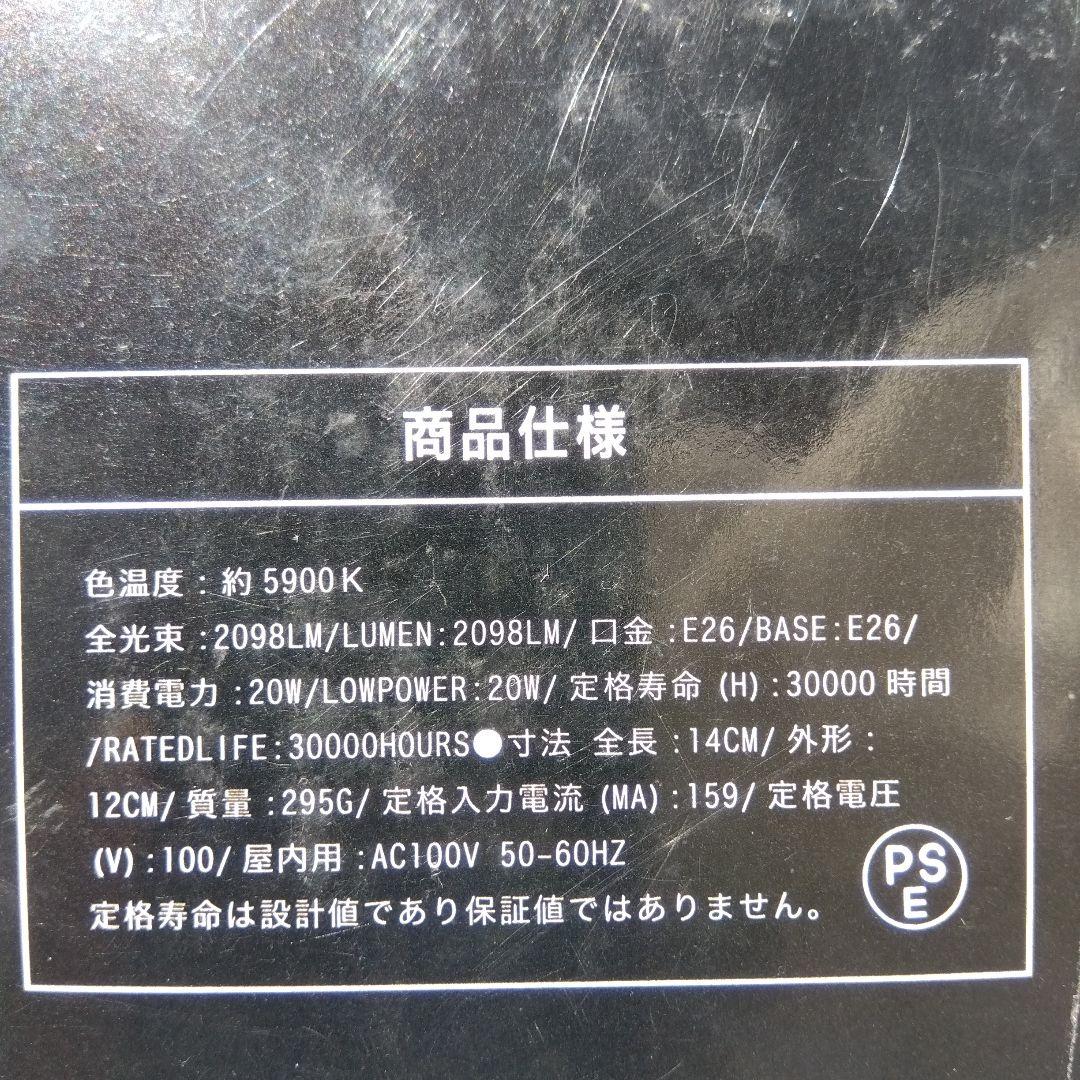 商品仕様
色温度 : 約 5900K
全光束 :2098LM/LUMEN:2098LM/ 口金 :E26/BASE:E26/
消費電力 :20W/LOWPOWER:20W/ 定格寿命 (H) :30000 時間
/RATEDLIFE:30000HOURS●寸法 全長 :14CM/ 外形 :
12CM/ 質量 :295G/ 定格入力電流 (MA) :159/ 定格電圧
(V) :100/ 屋内用 :AC100V 50-60HZ
定格寿命は設計値であり保証値ではありません。
PS
E